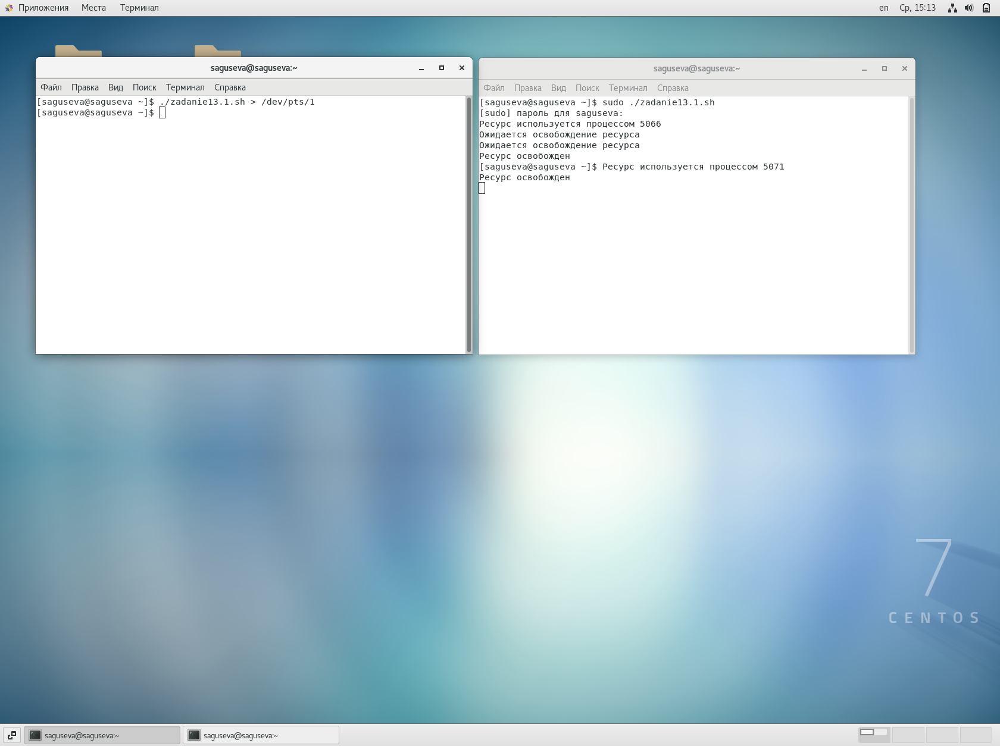 Приложения Места Терминал en Ср, 15:13
saguseva@saguseva:~
Файл Правка Вид Поиск Терминал Справка
[saguseva@saguseva ~]$ ./zadanie13.1.sh > /dev/pts/1
[saguseva@saguseva ~]$
saguseva@saguseva:~
Файл Правка Вид Поиск Терминал Справка
[saguseva@saguseva ~]$ sudo ./zadanie13.1.sh
[sudo] пароль для saguseva:
Ресурс используется процессом 5066
Ожидается освобождение ресурса
Ожидается освобождение ресурса
Ресурс освобожден
[saguseva@saguseva ~]$ Ресурс используется процессом 5071
Ресурс освобожден
7
CENTOS
saguseva@saguseva:~ saguseva@saguseva:~